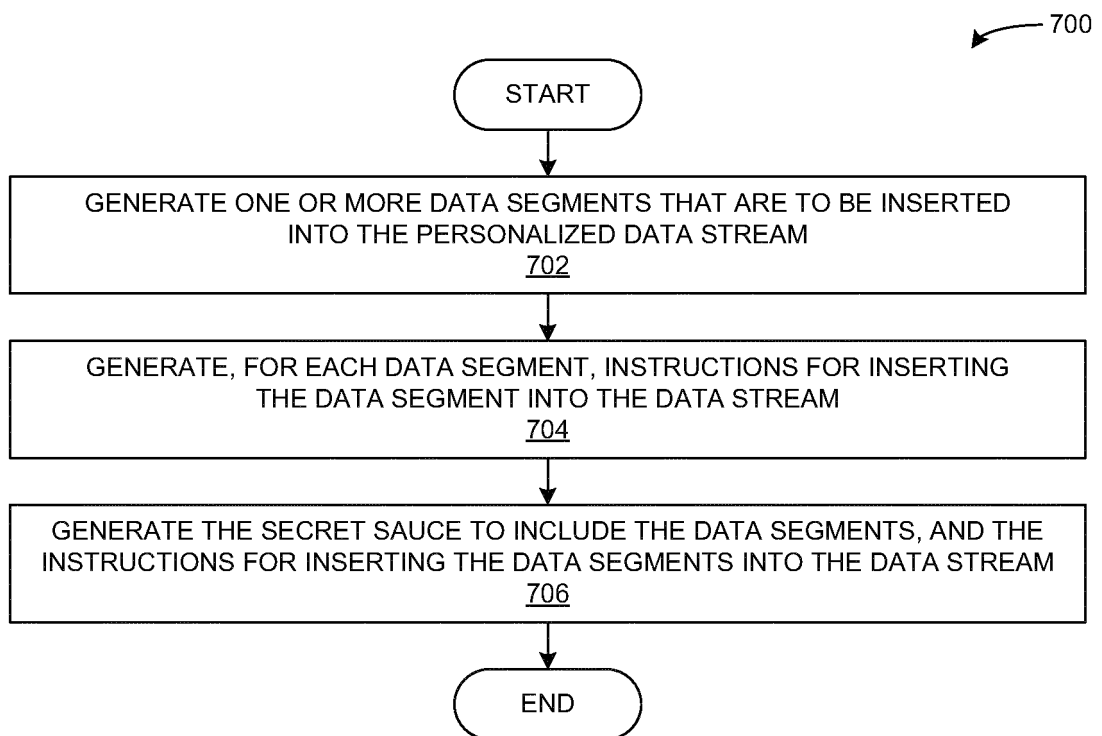 700
START
GENERATE ONE OR MORE DATA SEGMENTS THAT ARE TO BE INSERTED
INTO THE PERSONALIZED DATA STREAM
702
GENERATE, FOR EACH DATA SEGMENT, INSTRUCTIONS FOR INSERTING
THE DATA SEGMENT INTO THE DATA STREAM
704
GENERATE THE SECRET SAUCE TO INCLUDE THE DATA SEGMENTS, AND THE
INSTRUCTIONS FOR INSERTING THE DATA SEGMENTS INTO THE DATA STREAM
706
END